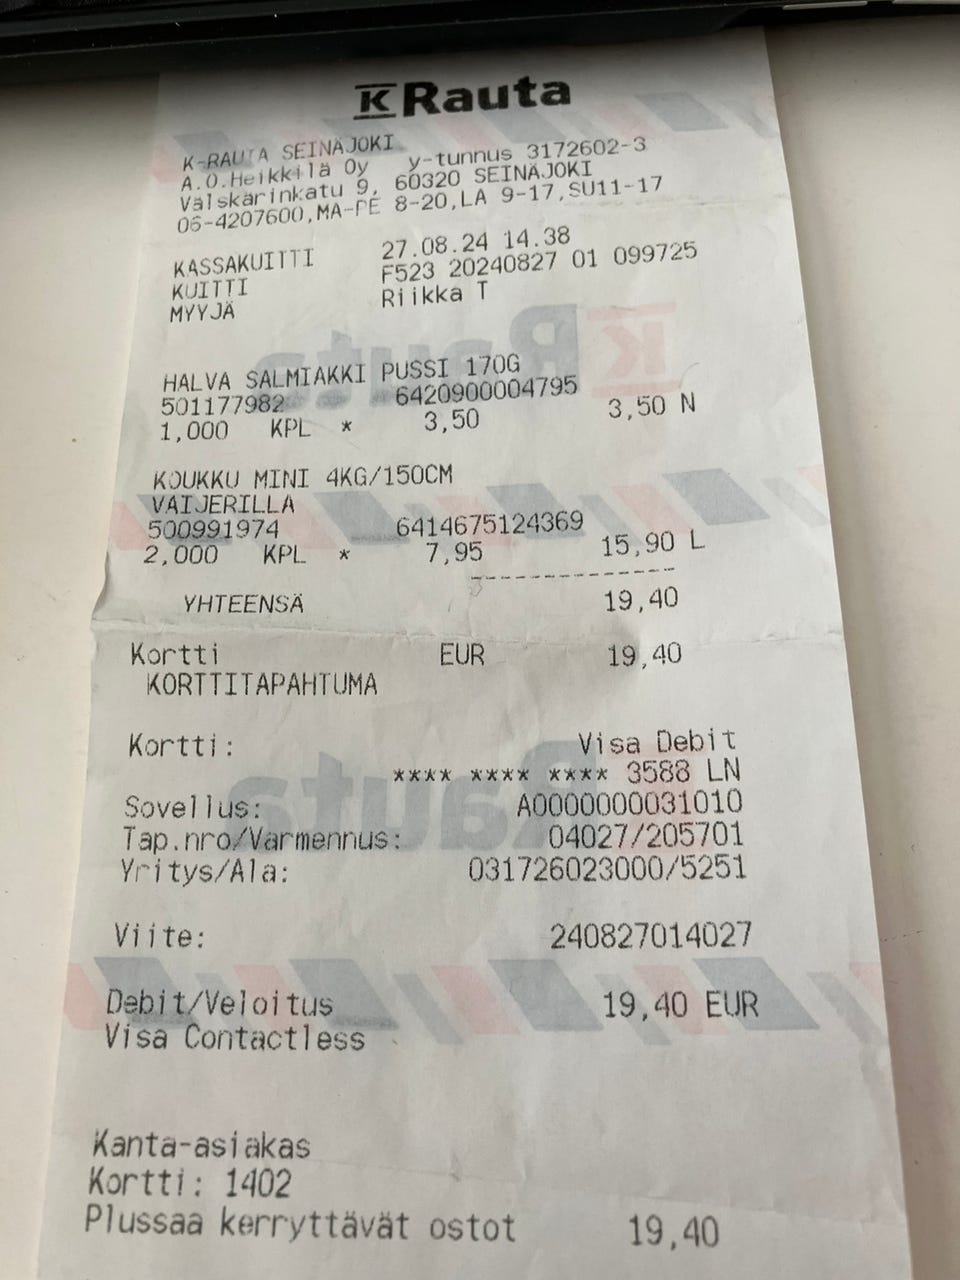 K Rauta
K-RAUTA SEINÄJOKI
A.O.Heikkilä Oy y-tunnus 3172602-3
Välskärinkatu 9, 60320 SEINÄJOKI
06-4207600,MA-PE 8-20,LA 9-17,SU11-17
KASSAKUITTI 27.08.24 14.38
KUITTI F523 20240827 01 099725
MYYJÄ Riikka T
HALVA SALMIAKKI PUSSI 170G
501177982 6420900004795
1,000 KPL * 3,50 3,50 N
KOUKKU MINI 4KG/150CM
VAIJERILLA
500991974 6414675124369
2,000 KPL * 7,95 15,90 L
YHTEENSÄ 19,40
Kortti EUR 19,40
KORTTITAPAHTUMA
Kortti: Visa Debit
**** **** **** 3588 LN
Sovellus: A0000000031010
Tap.nro/Varmennus: 04027/205701
Yritys/Ala: 031726023000/5251
Viite: 240827014027
Debit/Veloitus 19,40 EUR
Visa Contactless
Kanta-asiakas
Kortti: 1402
Plussaa kerryttävät ostot 19,40